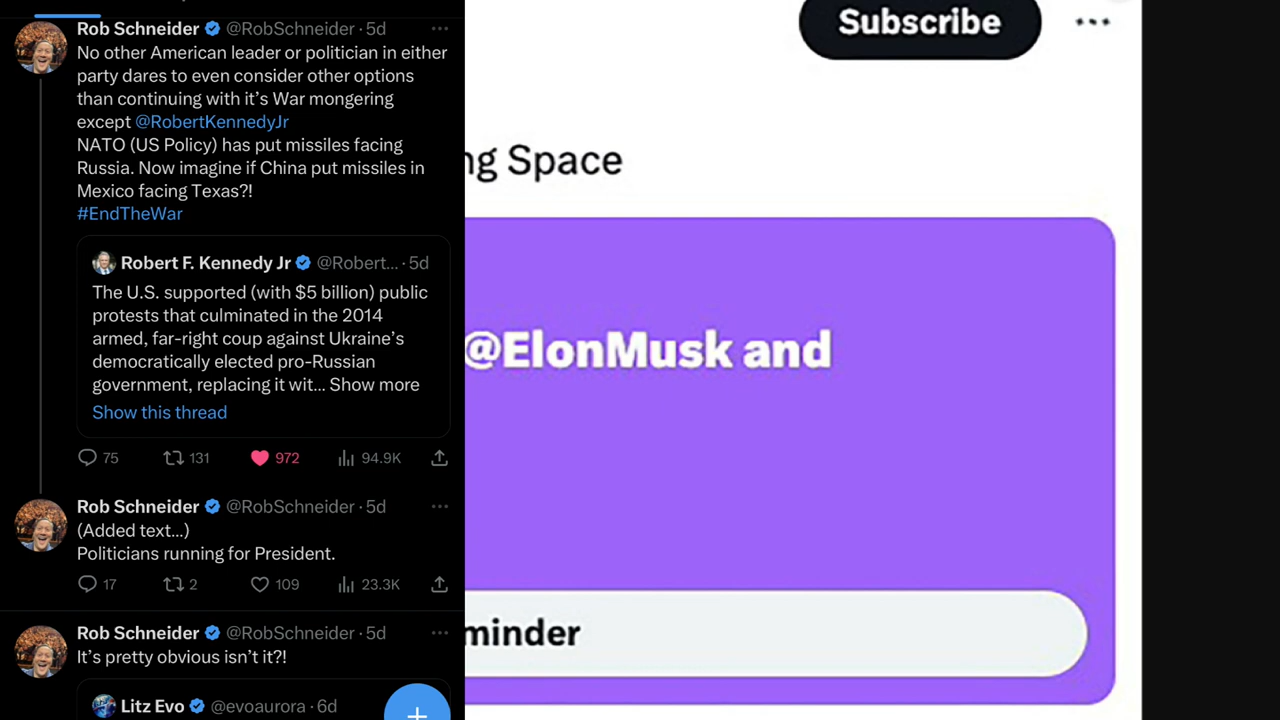 Rob Schneider @RobSchneider · 5d
No other American leader or politician in either
party dares to even consider other options
than continuing with it's War mongering
except @RobertKennedyJr
NATO (US Policy) has put missiles facing
Russia. Now imagine if China put missiles in
Mexico facing Texas?!
#EndTheWar
Robert F. Kennedy Jr @Robert... · 5d
The U.S. supported (with $5 billion) public
protests that culminated in the 2014
armed, far-right coup against Ukraine's
democratically elected pro-Russian
government, replacing it wit... Show more
Show this thread
75 131 972 94.9K
Rob Schneider @RobSchneider · 5d
(Added text...)
Politicians running for President.
17 2 109 23.3K
Rob Schneider @RobSchneider · 5d
It's pretty obvious isn't it?!
Litz Evo @evoaurora · 6d
Subscribe
ng Space
@ElonMusk and
minder